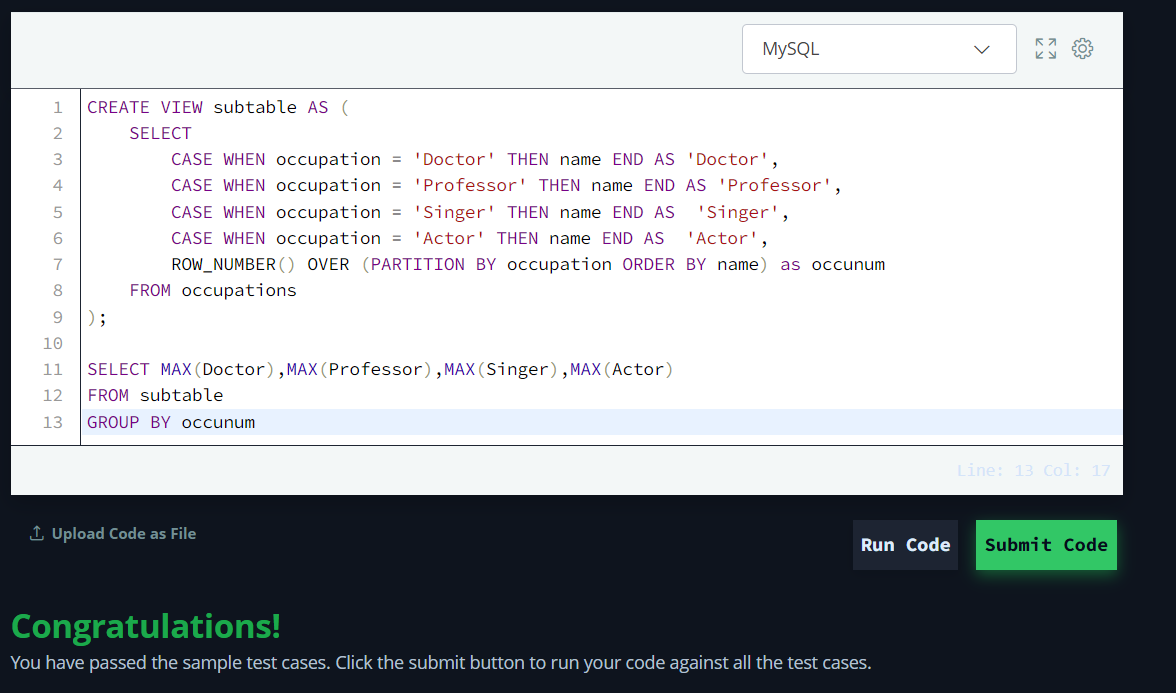 MySQL
1 CREATE VIEW subtable AS (
2     SELECT
3         CASE WHEN occupation = 'Doctor' THEN name END AS 'Doctor',
4         CASE WHEN occupation = 'Professor' THEN name END AS 'Professor',
5         CASE WHEN occupation = 'Singer' THEN name END AS  'Singer',
6         CASE WHEN occupation = 'Actor' THEN name END AS  'Actor',
7         ROW_NUMBER() OVER (PARTITION BY occupation ORDER BY name) as occunum
8     FROM occupations
9 );
10
11 SELECT MAX(Doctor),MAX(Professor),MAX(Singer),MAX(Actor)
12 FROM subtable
13 GROUP BY occunum
Line: 13 Col: 17
Upload Code as File
Run Code
Submit Code
Congratulations!
You have passed the sample test cases. Click the submit button to run your code against all the test cases.